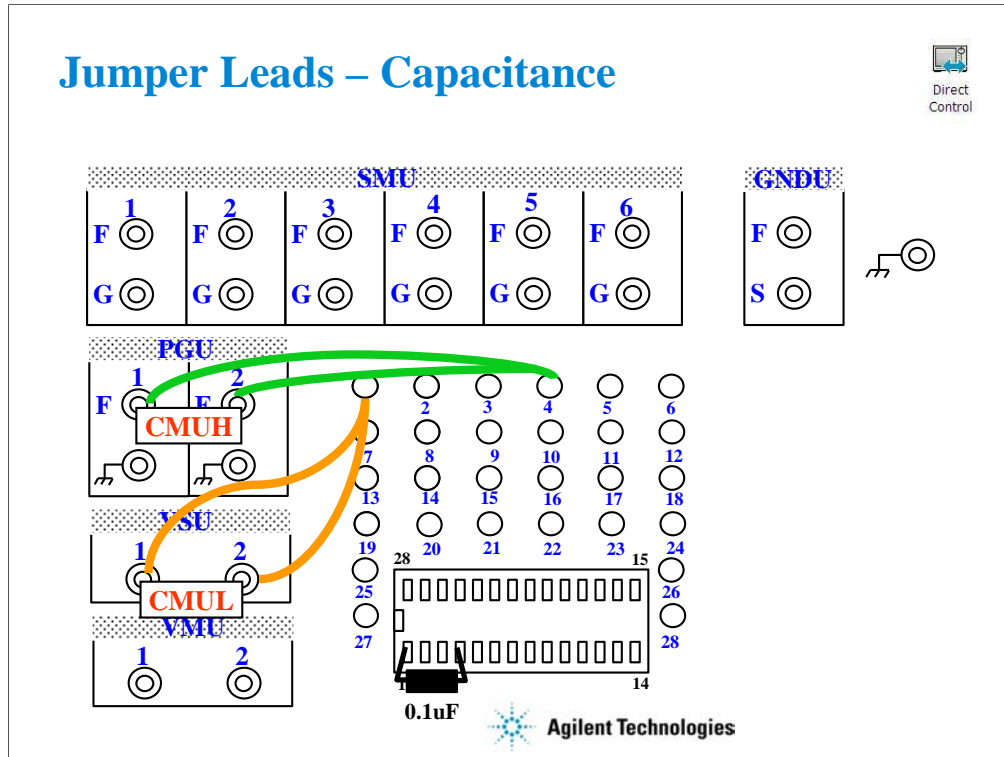 Jumper Leads – Capacitance
Direct
Control
SMU
GNDU
1 2 3 4 5 6
F F F F F F F
G G G G G G S
PGU
1 2
F F
CMUH
2 3 4 5 6
7 8 9 10 11 12
13 14 15 16 17 18
VSU
1 2
19 20 21 22 23 24
28 15
25 26
CMUL
VMU
27 28
1 2
1 14
0.1uF
Agilent Technologies